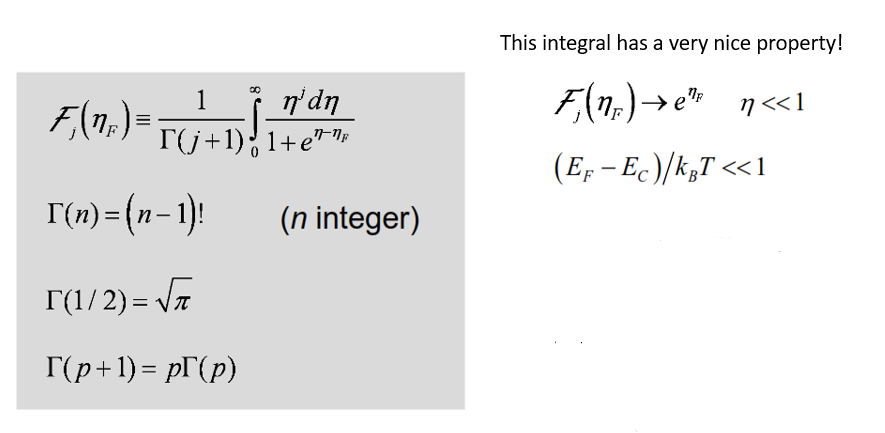 This integral has a very nice property!
ℱ_j(η_F) ≡ 1/Γ(j+1) ∫_0^∞ η^j dη / (1+e^(η−η_F))
ℱ_j(η_F) → e^(η_F) η << 1
(E_F − E_C)/k_B T << 1
Γ(n) = (n−1)! (n integer)
Γ(1/2) = √π
Γ(p+1) = pΓ(p)